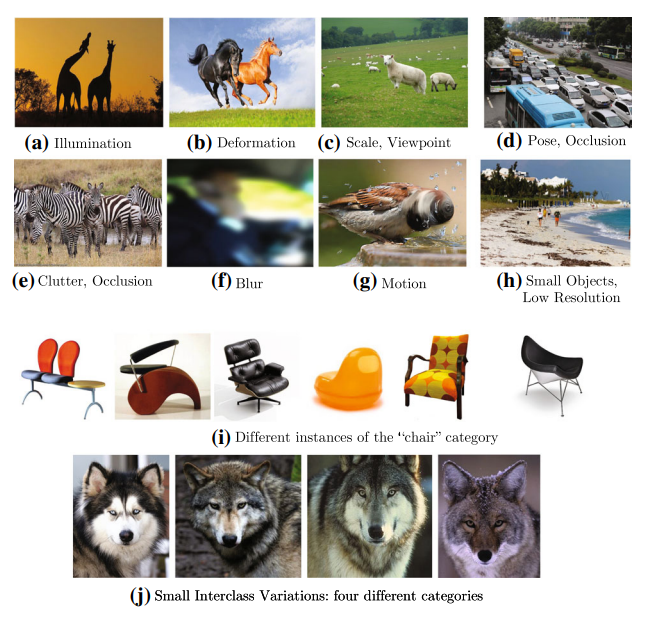 (a) Illumination
(b) Deformation
(c) Scale, Viewpoint
(d) Pose, Occlusion
(e) Clutter, Occlusion
(f) Blur
(g) Motion
(h) Small Objects,
Low Resolution
(i) Different instances of the “chair” category
(j) Small Interclass Variations: four different categories